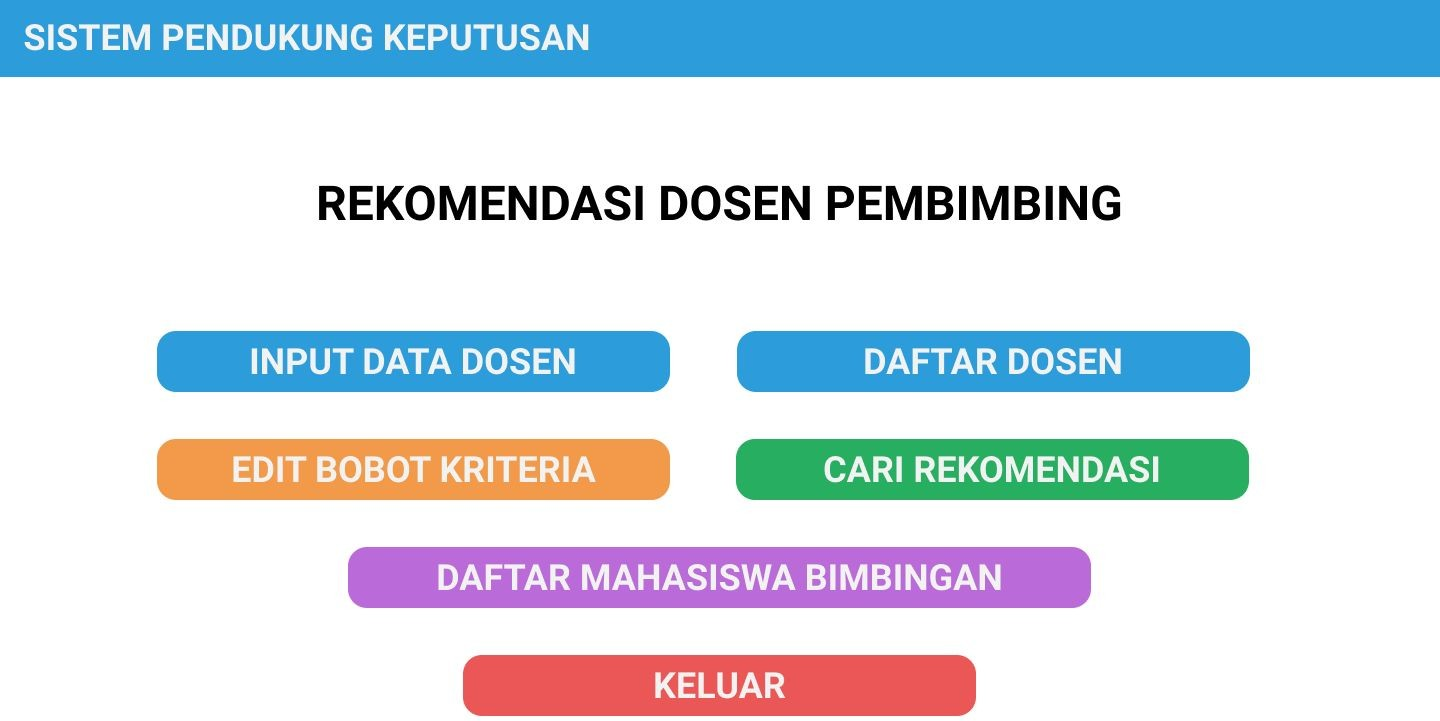 SISTEM PENDUKUNG KEPUTUSAN
REKOMENDASI DOSEN PEMBIMBING
INPUT DATA DOSEN
DAFTAR DOSEN
EDIT BOBOT KRITERIA
CARI REKOMENDASI
DAFTAR MAHASISWA BIMBINGAN
KELUAR